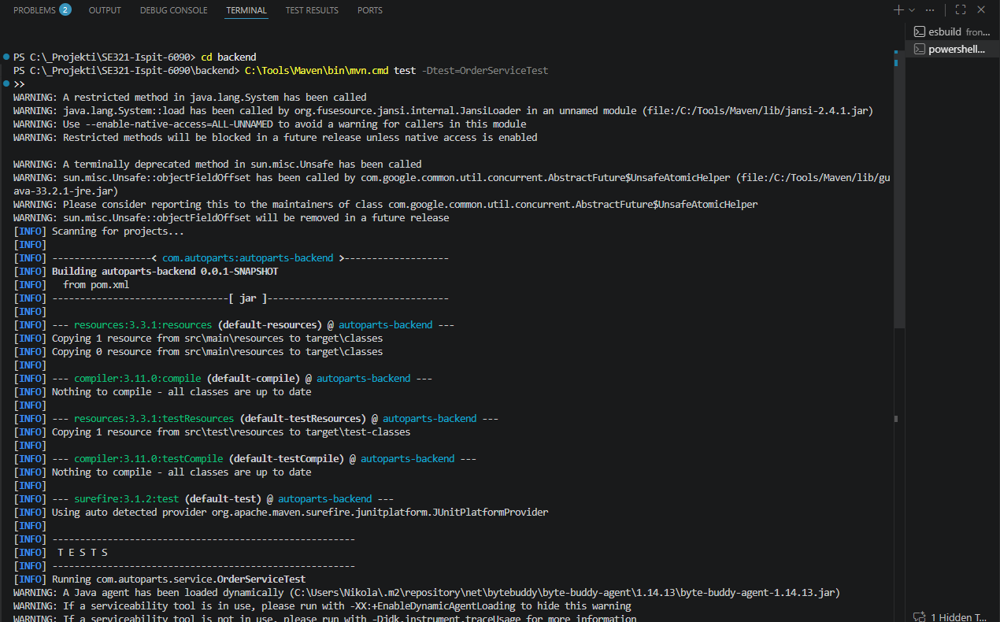 PROBLEMS 2 OUTPUT DEBUG CONSOLE TERMINAL TEST RESULTS PORTS
esbuild fron...
powershell...
PS C:\_Projekti\SE321-Ispit-6090> cd backend
PS C:\_Projekti\SE321-Ispit-6090\backend> C:\Tools\Maven\bin\mvn.cmd test -Dtest=OrderServiceTest
>>
WARNING: A restricted method in java.lang.System has been called
WARNING: java.lang.System::load has been called by org.fusesource.jansi.internal.JansiLoader in an unnamed module (file:/C:/Tools/Maven/lib/jansi-2.4.1.jar)
WARNING: Use --enable-native-access=ALL-UNNAMED to avoid a warning for callers in this module
WARNING: Restricted methods will be blocked in a future release unless native access is enabled
WARNING: A terminally deprecated method in sun.misc.Unsafe has been called
WARNING: sun.misc.Unsafe::objectFieldOffset has been called by com.google.common.util.concurrent.AbstractFuture$UnsafeAtomicHelper (file:/C:/Tools/Maven/lib/gu
ava-33.2.1-jre.jar)
WARNING: Please consider reporting this to the maintainers of class com.google.common.util.concurrent.AbstractFuture$UnsafeAtomicHelper
WARNING: sun.misc.Unsafe::objectFieldOffset will be removed in a future release
[INFO] Scanning for projects...
[INFO]
[INFO] ------------------< com.autoparts:autoparts-backend >-------------------
[INFO] Building autoparts-backend 0.0.1-SNAPSHOT
[INFO]   from pom.xml
[INFO] --------------------------------[ jar ]---------------------------------
[INFO]
[INFO] --- resources:3.3.1:resources (default-resources) @ autoparts-backend ---
[INFO] Copying 1 resource from src\main\resources to target\classes
[INFO] Copying 0 resource from src\main\resources to target\classes
[INFO]
[INFO] --- compiler:3.11.0:compile (default-compile) @ autoparts-backend ---
[INFO] Nothing to compile - all classes are up to date
[INFO]
[INFO] --- resources:3.3.1:testResources (default-testResources) @ autoparts-backend ---
[INFO] Copying 1 resource from src\test\resources to target\test-classes
[INFO]
[INFO] --- compiler:3.11.0:testCompile (default-testCompile) @ autoparts-backend ---
[INFO] Nothing to compile - all classes are up to date
[INFO]
[INFO] --- surefire:3.1.2:test (default-test) @ autoparts-backend ---
[INFO] Using auto detected provider org.apache.maven.surefire.junitplatform.JUnitPlatformProvider
[INFO]
[INFO] -------------------------------------------------------
[INFO]  T E S T S
[INFO] -------------------------------------------------------
[INFO] Running com.autoparts.service.OrderServiceTest
WARNING: A Java agent has been loaded dynamically (C:\Users\Nikola\.m2\repository\net\bytebuddy\byte-buddy-agent\1.14.13\byte-buddy-agent-1.14.13.jar)
WARNING: If a serviceability tool is in use, please run with -XX:+EnableDynamicAgentLoading to hide this warning
WARNING: If a serviceability tool is not in use, please run with -Djdk.instrument.traceUsage for more information
1 Hidden T...